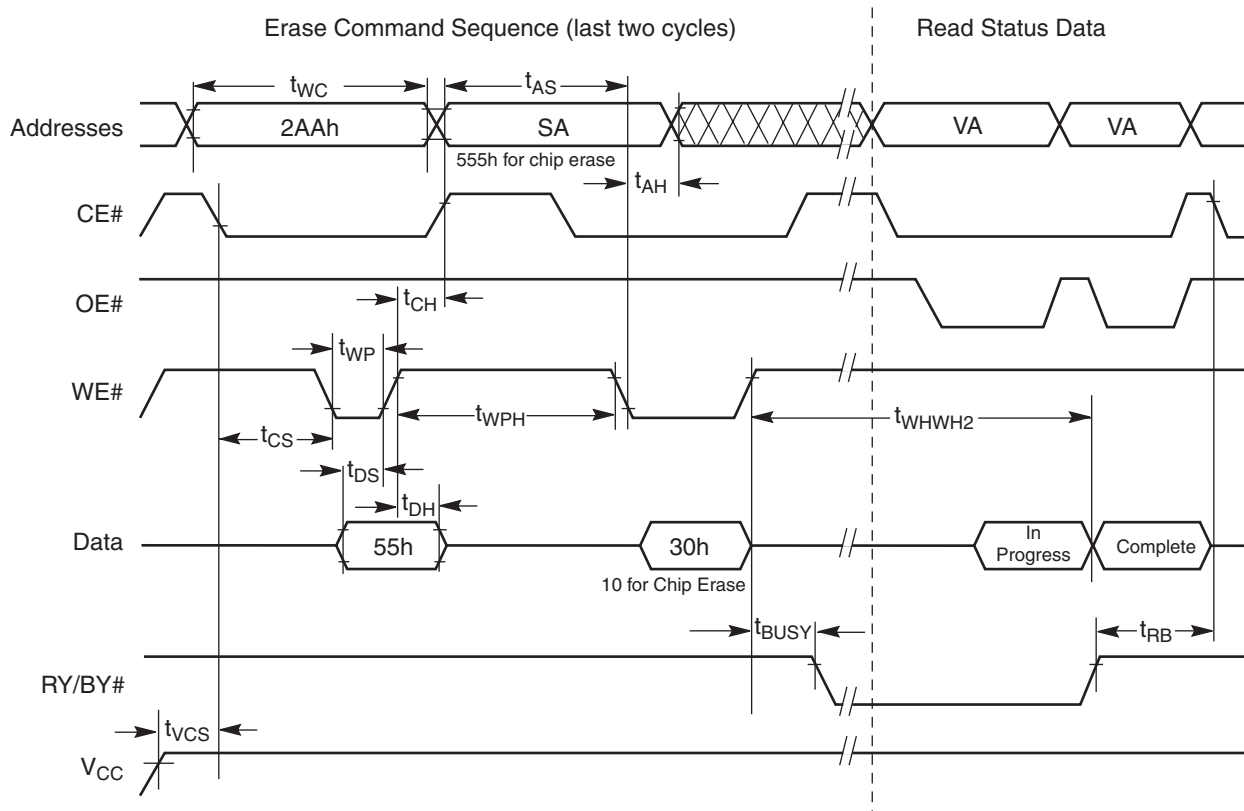 Erase Command Sequence (last two cycles)
Read Status Data
tWC
tAS
Addresses
2AAh
SA
VA
VA
555h for chip erase
tAH
CE#
OE#
tCH
tWP
WE#
tWPH
tWHWH2
tCS
tDS
tDH
Data
55h
30h
In
Progress
Complete
10 for Chip Erase
tBUSY
tRB
RY/BY#
tVCS
VCC